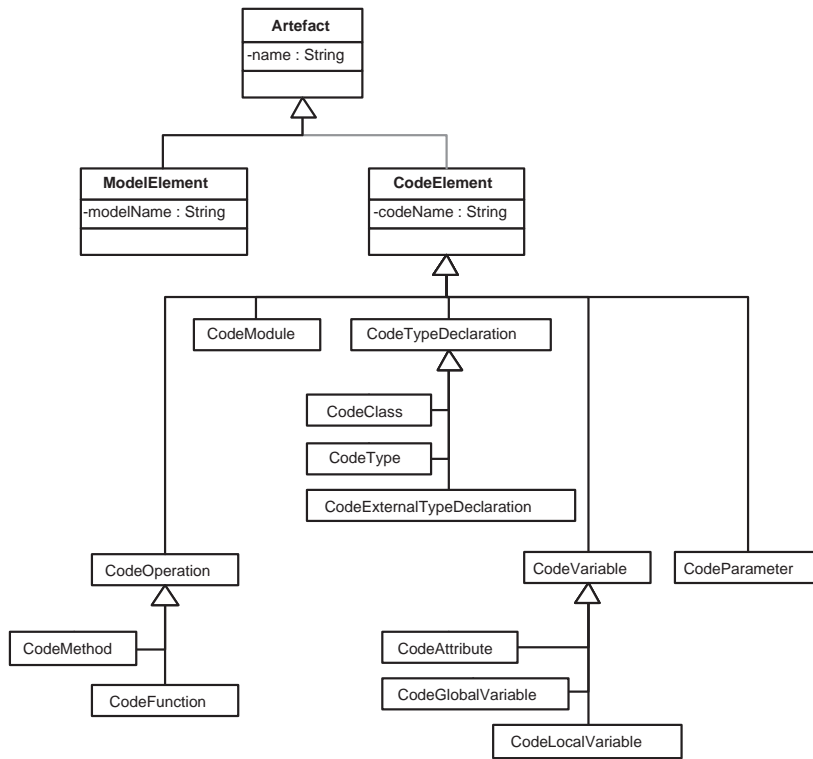 Artefact
-name : String
ModelElement
-modelName : String
CodeElement
-codeName : String
CodeModule
CodeTypeDeclaration
CodeClass
CodeType
CodeExternalTypeDeclaration
CodeOperation
CodeVariable
CodeParameter
CodeMethod
CodeAttribute
CodeFunction
CodeGlobalVariable
CodeLocalVariable